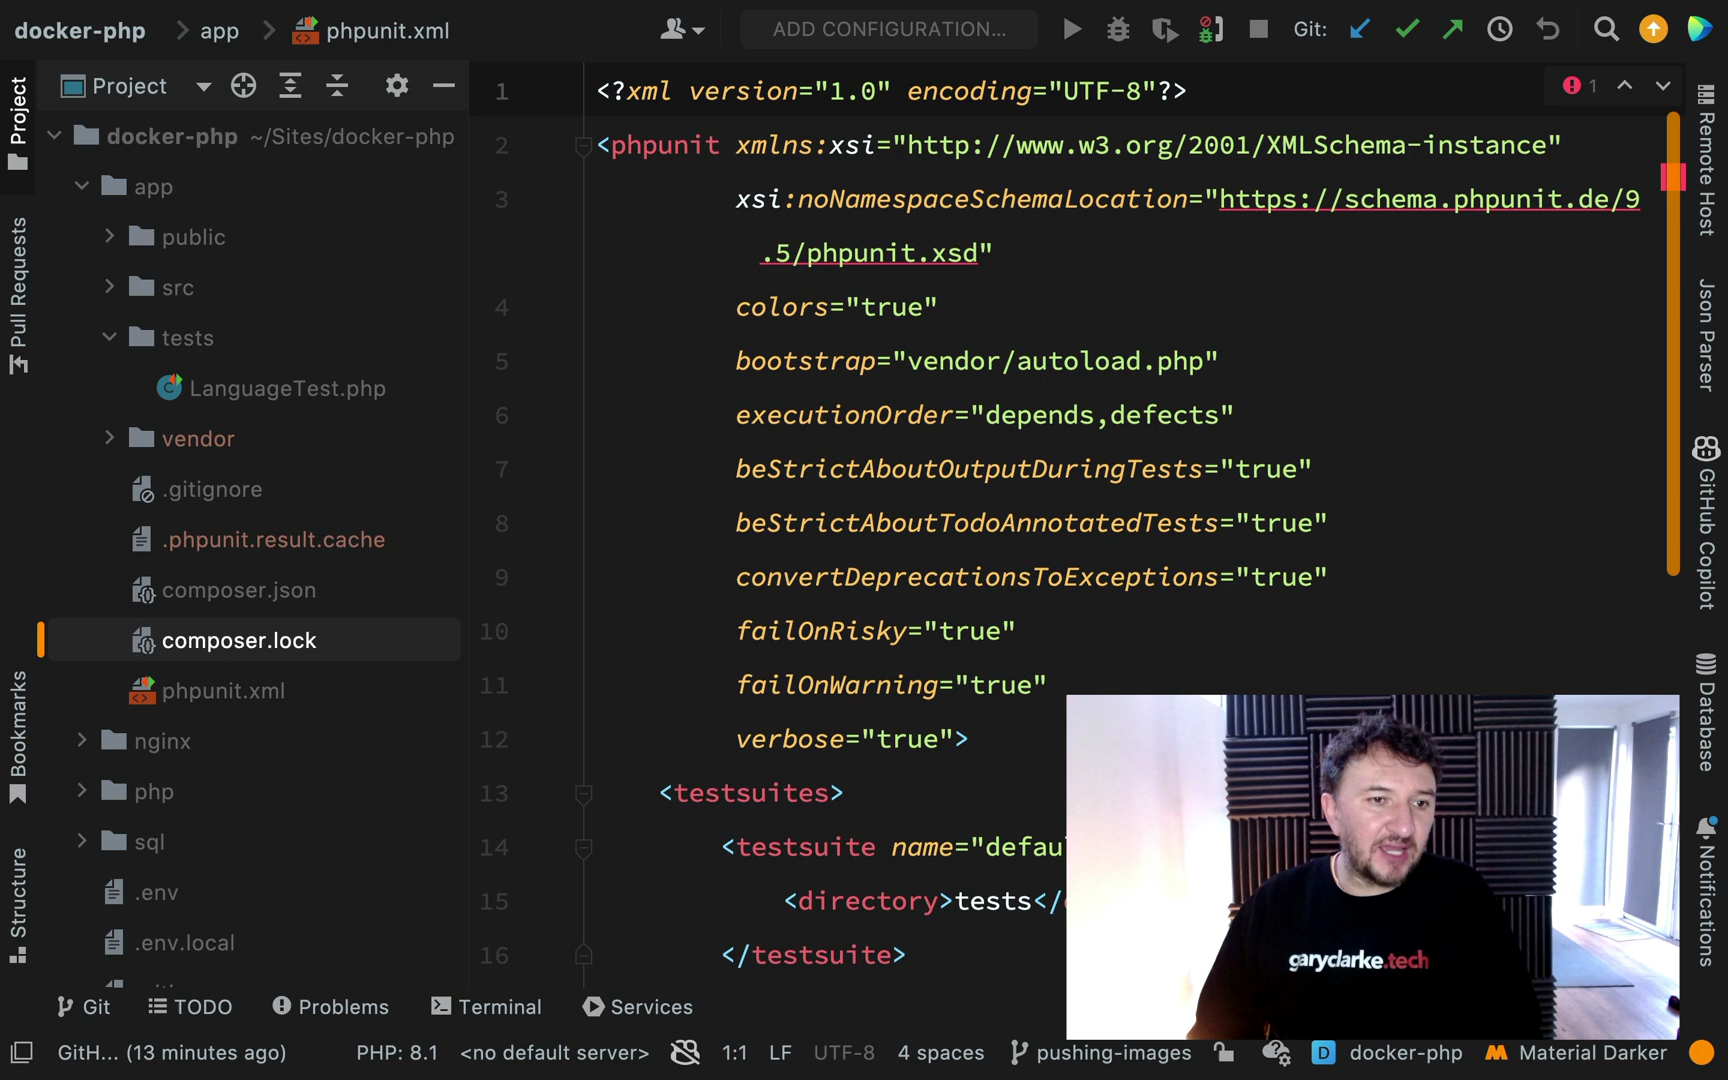 docker-php
app
phpunit.xml
ADD CONFIGURATION...
Git:
Project
Project
docker-php ~/Sites/docker-php
app
public
src
tests
LanguageTest.php
vendor
.gitignore
.phpunit.result.cache
composer.json
composer.lock
phpunit.xml
nginx
php
sql
.env
.env.local
Pull Requests
Bookmarks
Structure
1
2
3
4
5
6
7
8
9
10
11
12
13
14
15
16
<?xml version="1.0" encoding="UTF-8"?>
<phpunit xmlns:xsi="http://www.w3.org/2001/XMLSchema-instance"
xsi:noNamespaceSchemaLocation="https://schema.phpunit.de/9
.5/phpunit.xsd"
colors="true"
bootstrap="vendor/autoload.php"
executionOrder="depends,defects"
beStrictAboutOutputDuringTests="true"
beStrictAboutTodoAnnotatedTests="true"
convertDeprecationsToExceptions="true"
failOnRisky="true"
failOnWarning="true"
verbose="true">
<testsuites>
<testsuite name="defau
<directory>tests</
</testsuite>
1
Remote Host
Json Parser
GitHub Copilot
Database
Notifications
garyclarke.tech
Git
TODO
Problems
Terminal
Services
GitH... (13 minutes ago)
PHP: 8.1
<no default server>
1:1
LF
UTF-8
4 spaces
pushing-images
D
docker-php
Material Darker